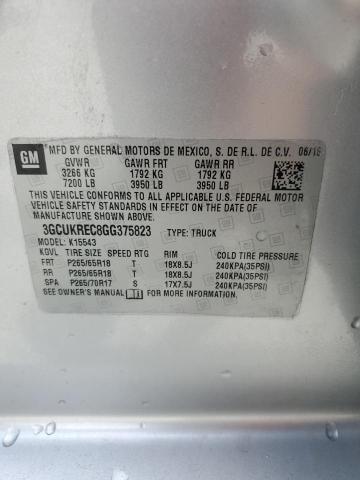 GM
MFD BY GENERAL MOTORS DE MEXICO, S. DE R.L. DE C.V. 06/16
GVWR GAWR FRT GAWR RR
3266 KG 1792 KG 1792 KG
7200 LB 3950 LB 3950 LB
THIS VEHICLE CONFORMS TO ALL APPLICABLE U.S. FEDERAL MOTOR
VEHICLE SAFETY STANDARDS IN EFFECT ON THE DATE OF
MANUFACTURE SHOWN ABOVE.
3GCUKREC8GG375823 TYPE: TRUCK
MODEL: K15543
KGVL TIRE SIZE SPEED RTG RIM COLD TIRE PRESSURE
FRT P265/65R18 T 18X8.5J 240KPA(35PSI)
RR P265/65R18 T 18X8.5J 240KPA(35PSI)
SPA P265/70R17 S 17X7.5J 240KPA(35PSI)
SEE OWNER'S MANUAL FOR MORE INFORMATION.